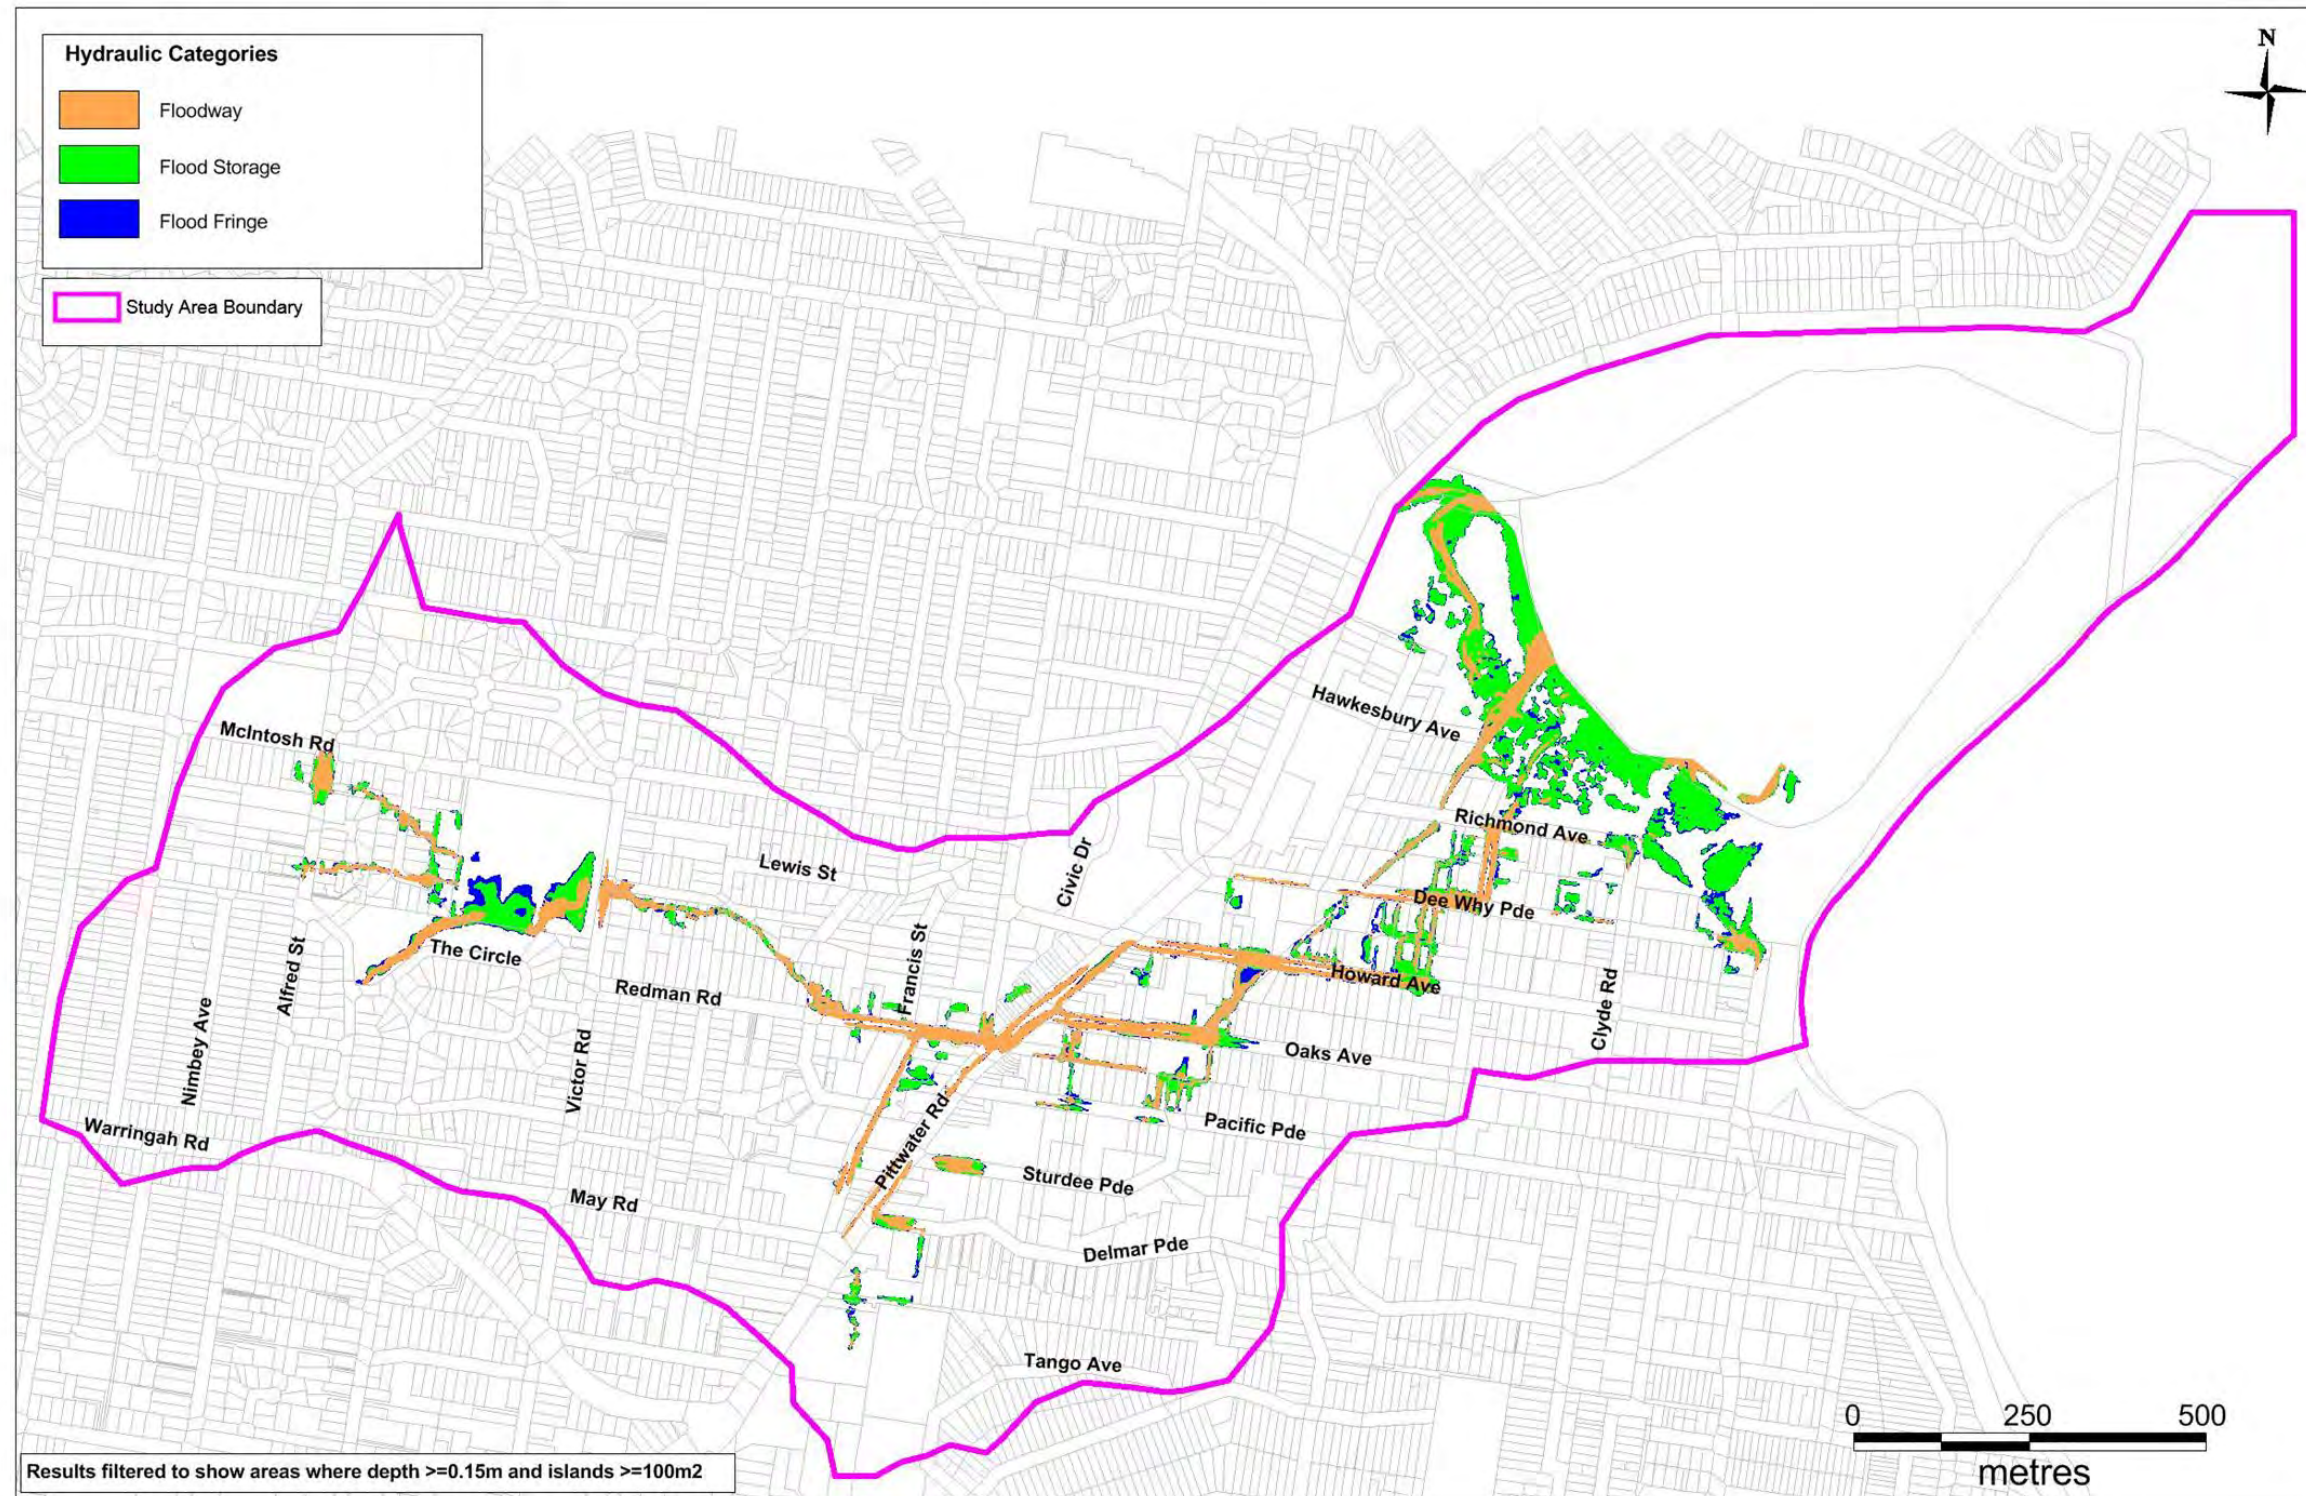 Hydraulic Categories
Floodway
Flood Storage
Flood Fringe
Study Area Boundary
N
McIntosh Rd
Hawkesbury Ave
Richmond Ave
Lewis St
Civic Dr
Dee Why Pde
The Circle
Alfred St
Francis St
Howard Ave
Redman Rd
Nimbey Ave
Victor Rd
Clyde Rd
Oaks Ave
Pittwater Rd
Pacific Pde
Warringah Rd
Sturdee Pde
May Rd
Delmar Pde
Tango Ave
0 250 500
metres
Results filtered to show areas where depth >=0.15m and islands >=100m2